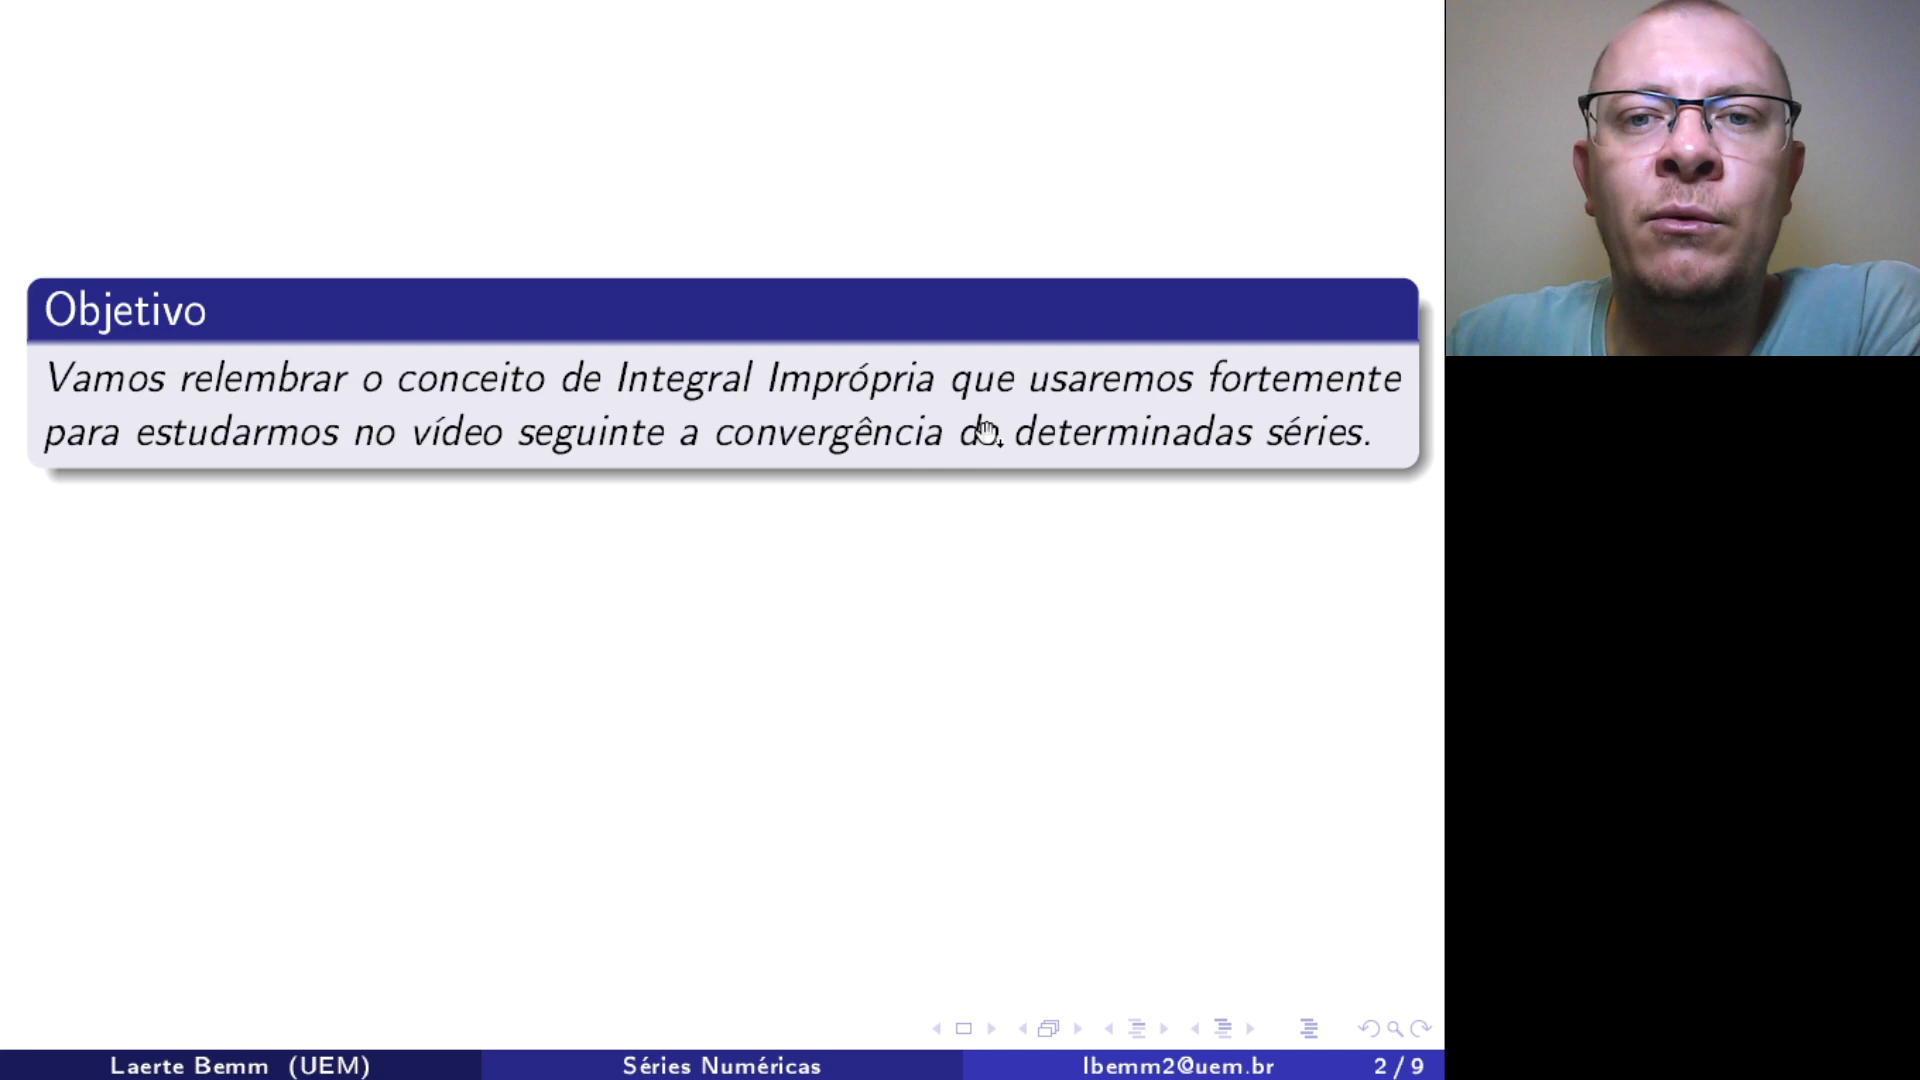 Objetivo
Vamos relembrar o conceito de Integral Imprópria que usaremos fortemente
para estudarmos no vídeo seguinte a convergência de determinadas séries.
Laerte Bemm (UEM) Séries Numéricas lbemm2@uem.br 2 / 9